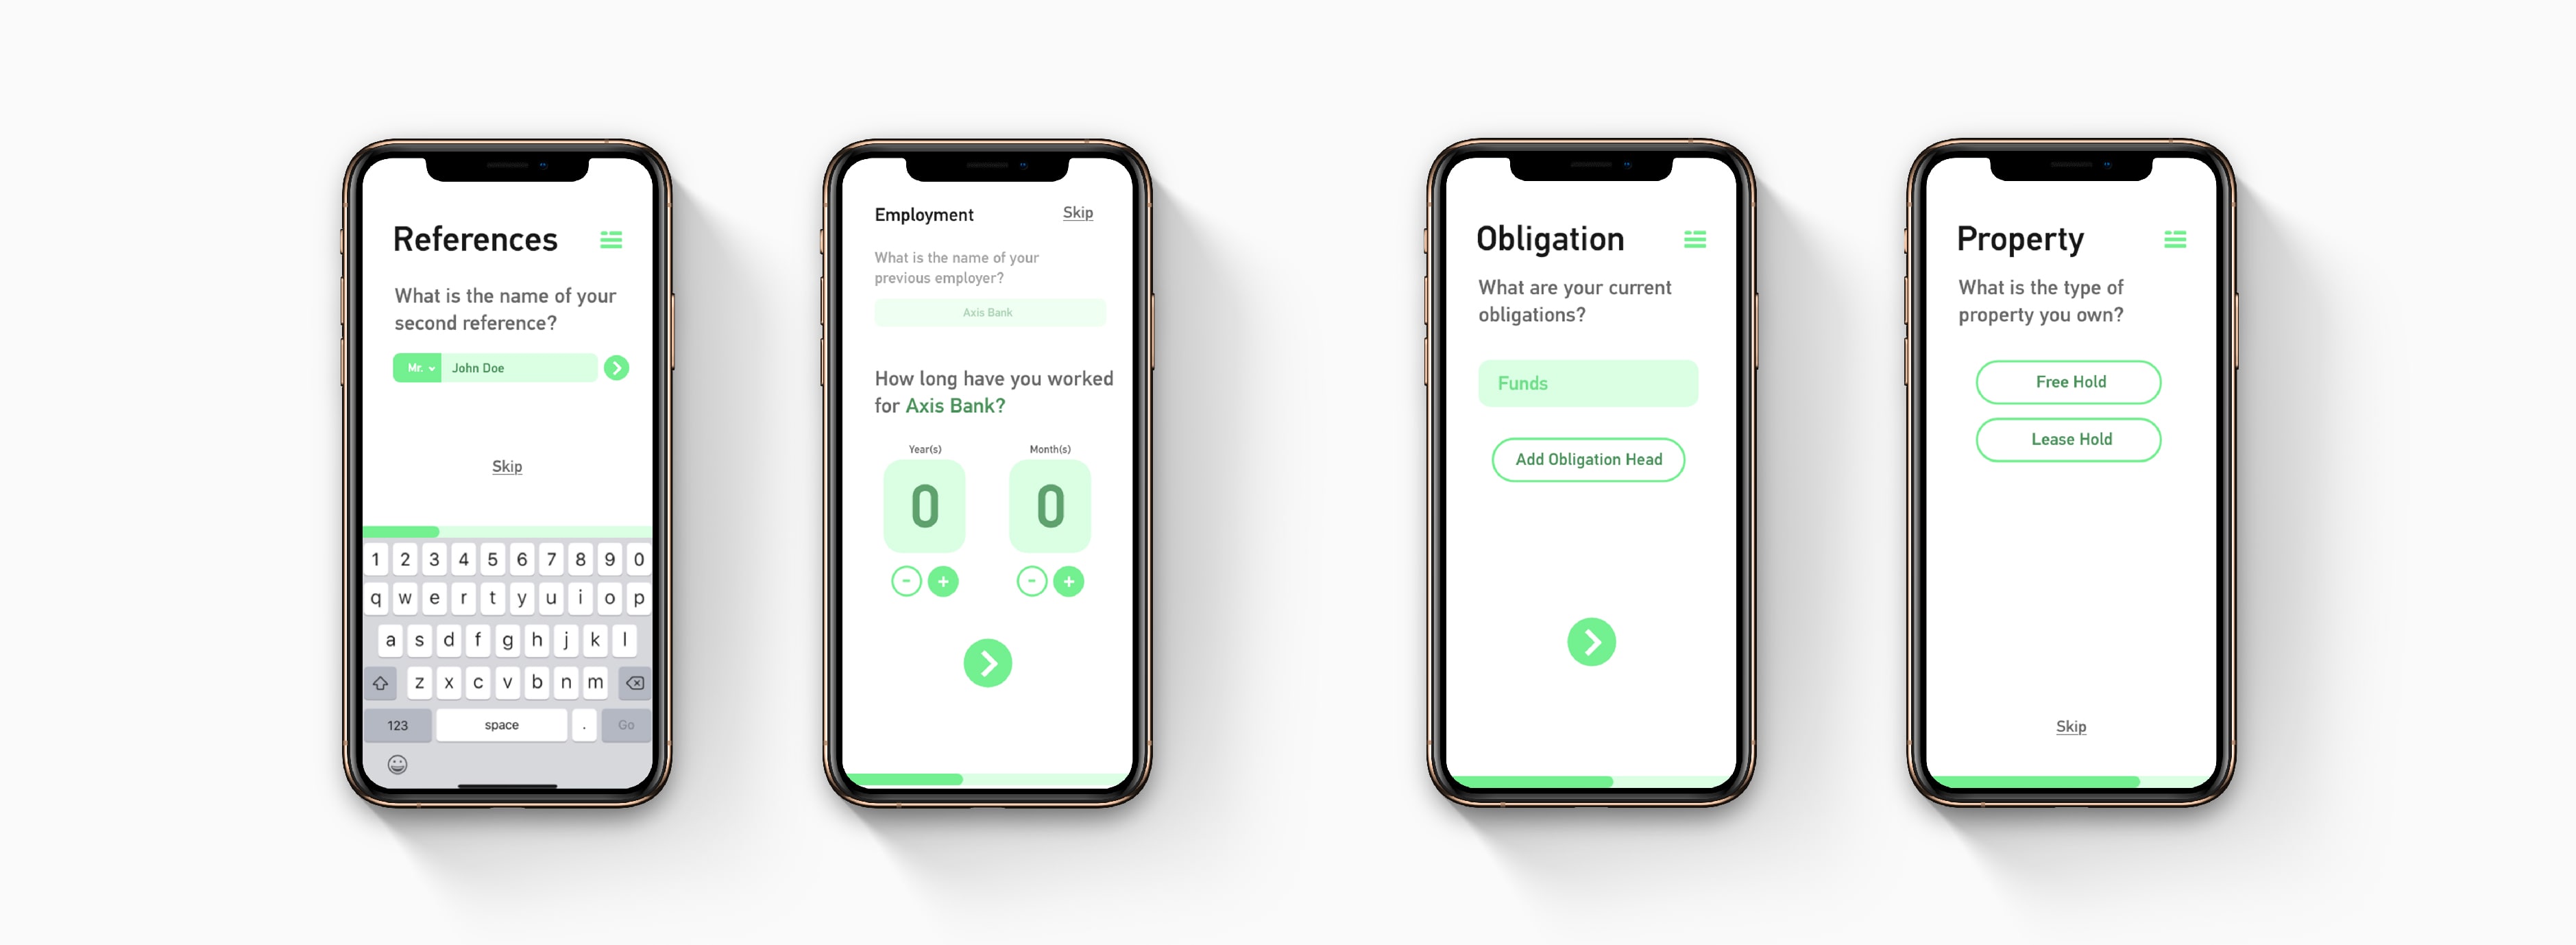 References
What is the name of your
second reference?
Mr.
John Doe
Skip
1 2 3 4 5 6 7 8 9 0
q w e r t y u i o p
a s d f g h j k l
z x c v b n m
123 space . Go
Employment
Skip
What is the name of your
previous employer?
Axis Bank
How long have you worked
for Axis Bank?
Year(s) Month(s)
0 0
- + - +
Obligation
What are your current
obligations?
Funds
Add Obligation Head
Property
What is the type of
property you own?
Free Hold
Lease Hold
Skip